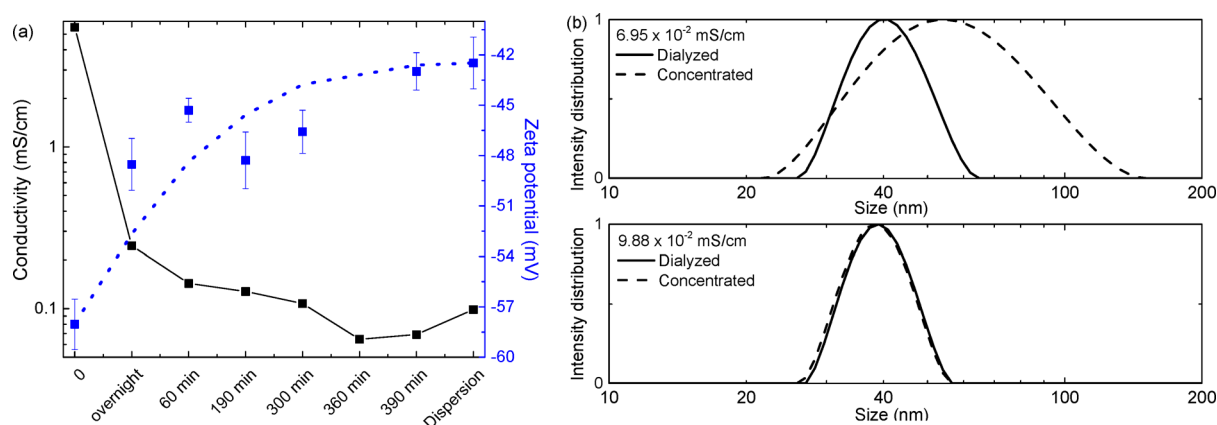 (a)
Conductivity (mS/cm)
1
0.1
0
overnight
60 min
190 min
300 min
360 min
390 min
Dispersion
-42
-45
-48
-51
-54
-57
-60
Zeta potential (mV)
(b)
Intensity distribution
1
0
6.95 x 10⁻² mS/cm
Dialyzed
Concentrated
10
20
40
100
200
Size (nm)
Intensity distribution
1
0
9.88 x 10⁻² mS/cm
Dialyzed
Concentrated
10
20
40
100
200
Size (nm)